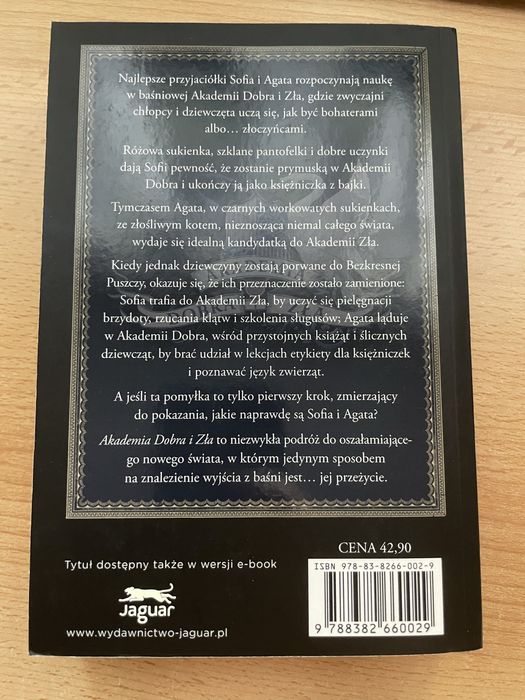 Najlepsze przyjaciółki Sofia i Agata rozpoczynają naukę
w baśniowej Akademii Dobra i Zła, gdzie zwyczajni
chłopcy i dziewczęta uczą się, jak być bohaterami
albo… złoczyńcami.
Różowa sukienka, szklane pantofelki i dobre uczynki
dają Sofii pewność, że zostanie prymuską w Akademii
Dobra i ukończy ją jako księżniczka z bajki.
Tymczasem Agata, w czarnych workowatych sukienkach,
ze złośliwym kotem, nieznosząca niemal całego świata,
wydaje się idealną kandydatką do Akademii Zła.
Kiedy jednak dziewczyny zostają porwane do Bezkresnej
Puszczy, okazuje się, że ich przeznaczenie zostało zamienione:
Sofia trafia do Akademii Zła, by uczyć się pielęgnacji
brzydoty, rzucania klątw i szkolenia sługusów; Agata ląduje
w Akademii Dobra, wśród przystojnych książąt i ślicznych
dziewcząt, by brać udział w lekcjach etykiety dla księżniczek
i poznawać język zwierząt.
A jeśli ta pomyłka to tylko pierwszy krok, zmierzający
do pokazania, jakie naprawdę są Sofia i Agata?
Akademia Dobra i Zła to niezwykła podróż do oszałamiające-
go nowego świata, w którym jedynym sposobem
na znalezienie wyjścia z baśni jest… jej przeżycie.
CENA 42,90
Tytuł dostępny także w wersji e-book
ISBN 978-83-8266-002-9
Jaguar
www.wydawnictwo-jaguar.pl
9 788382 660029